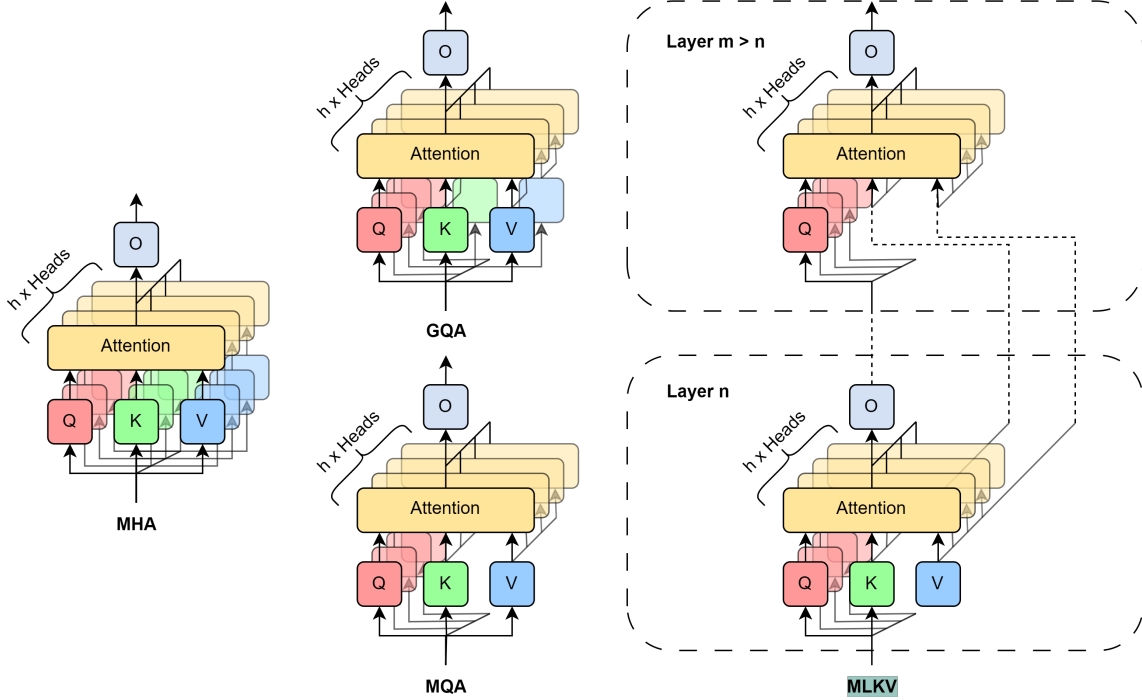 O
h x Heads
Attention
Q
K
V
MHA
O
h x Heads
Attention
Q
K
V
GQA
O
h x Heads
Attention
Q
K
V
MQA
Layer m > n
O
h x Heads
Attention
Q
Layer n
O
h x Heads
Attention
Q
K
V
MLKV